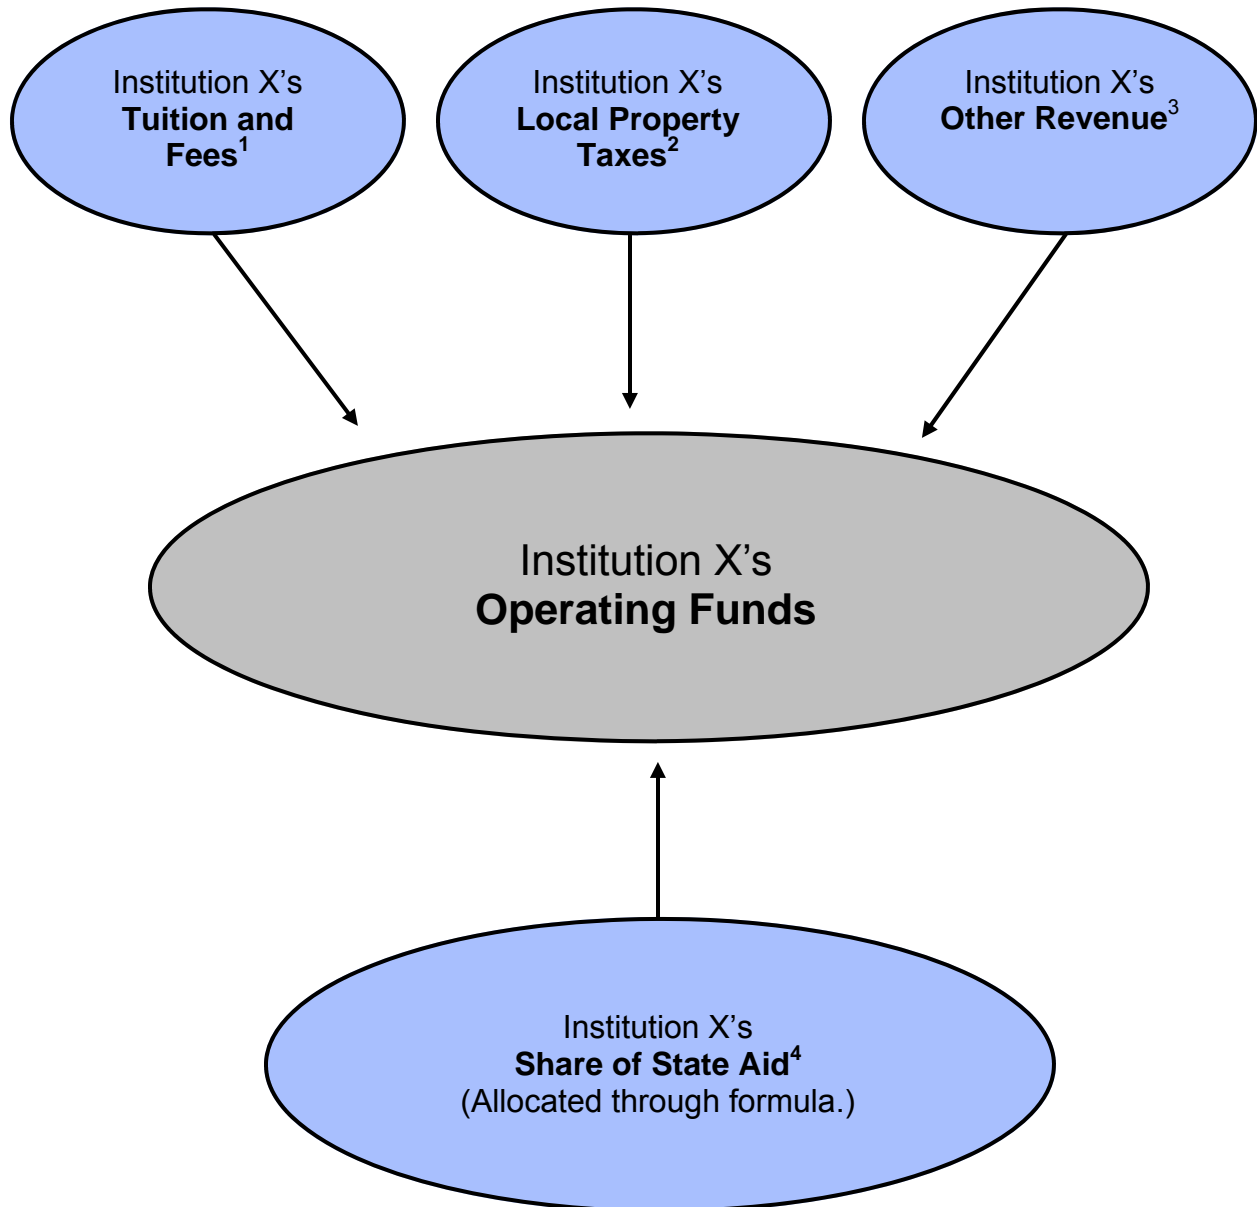 Institution X’s
Tuition and
Fees¹
Institution X’s
Local Property
Taxes²
Institution X’s
Other Revenue³
Institution X’s
Operating Funds
Institution X’s
Share of State Aid⁴
(Allocated through formula.)